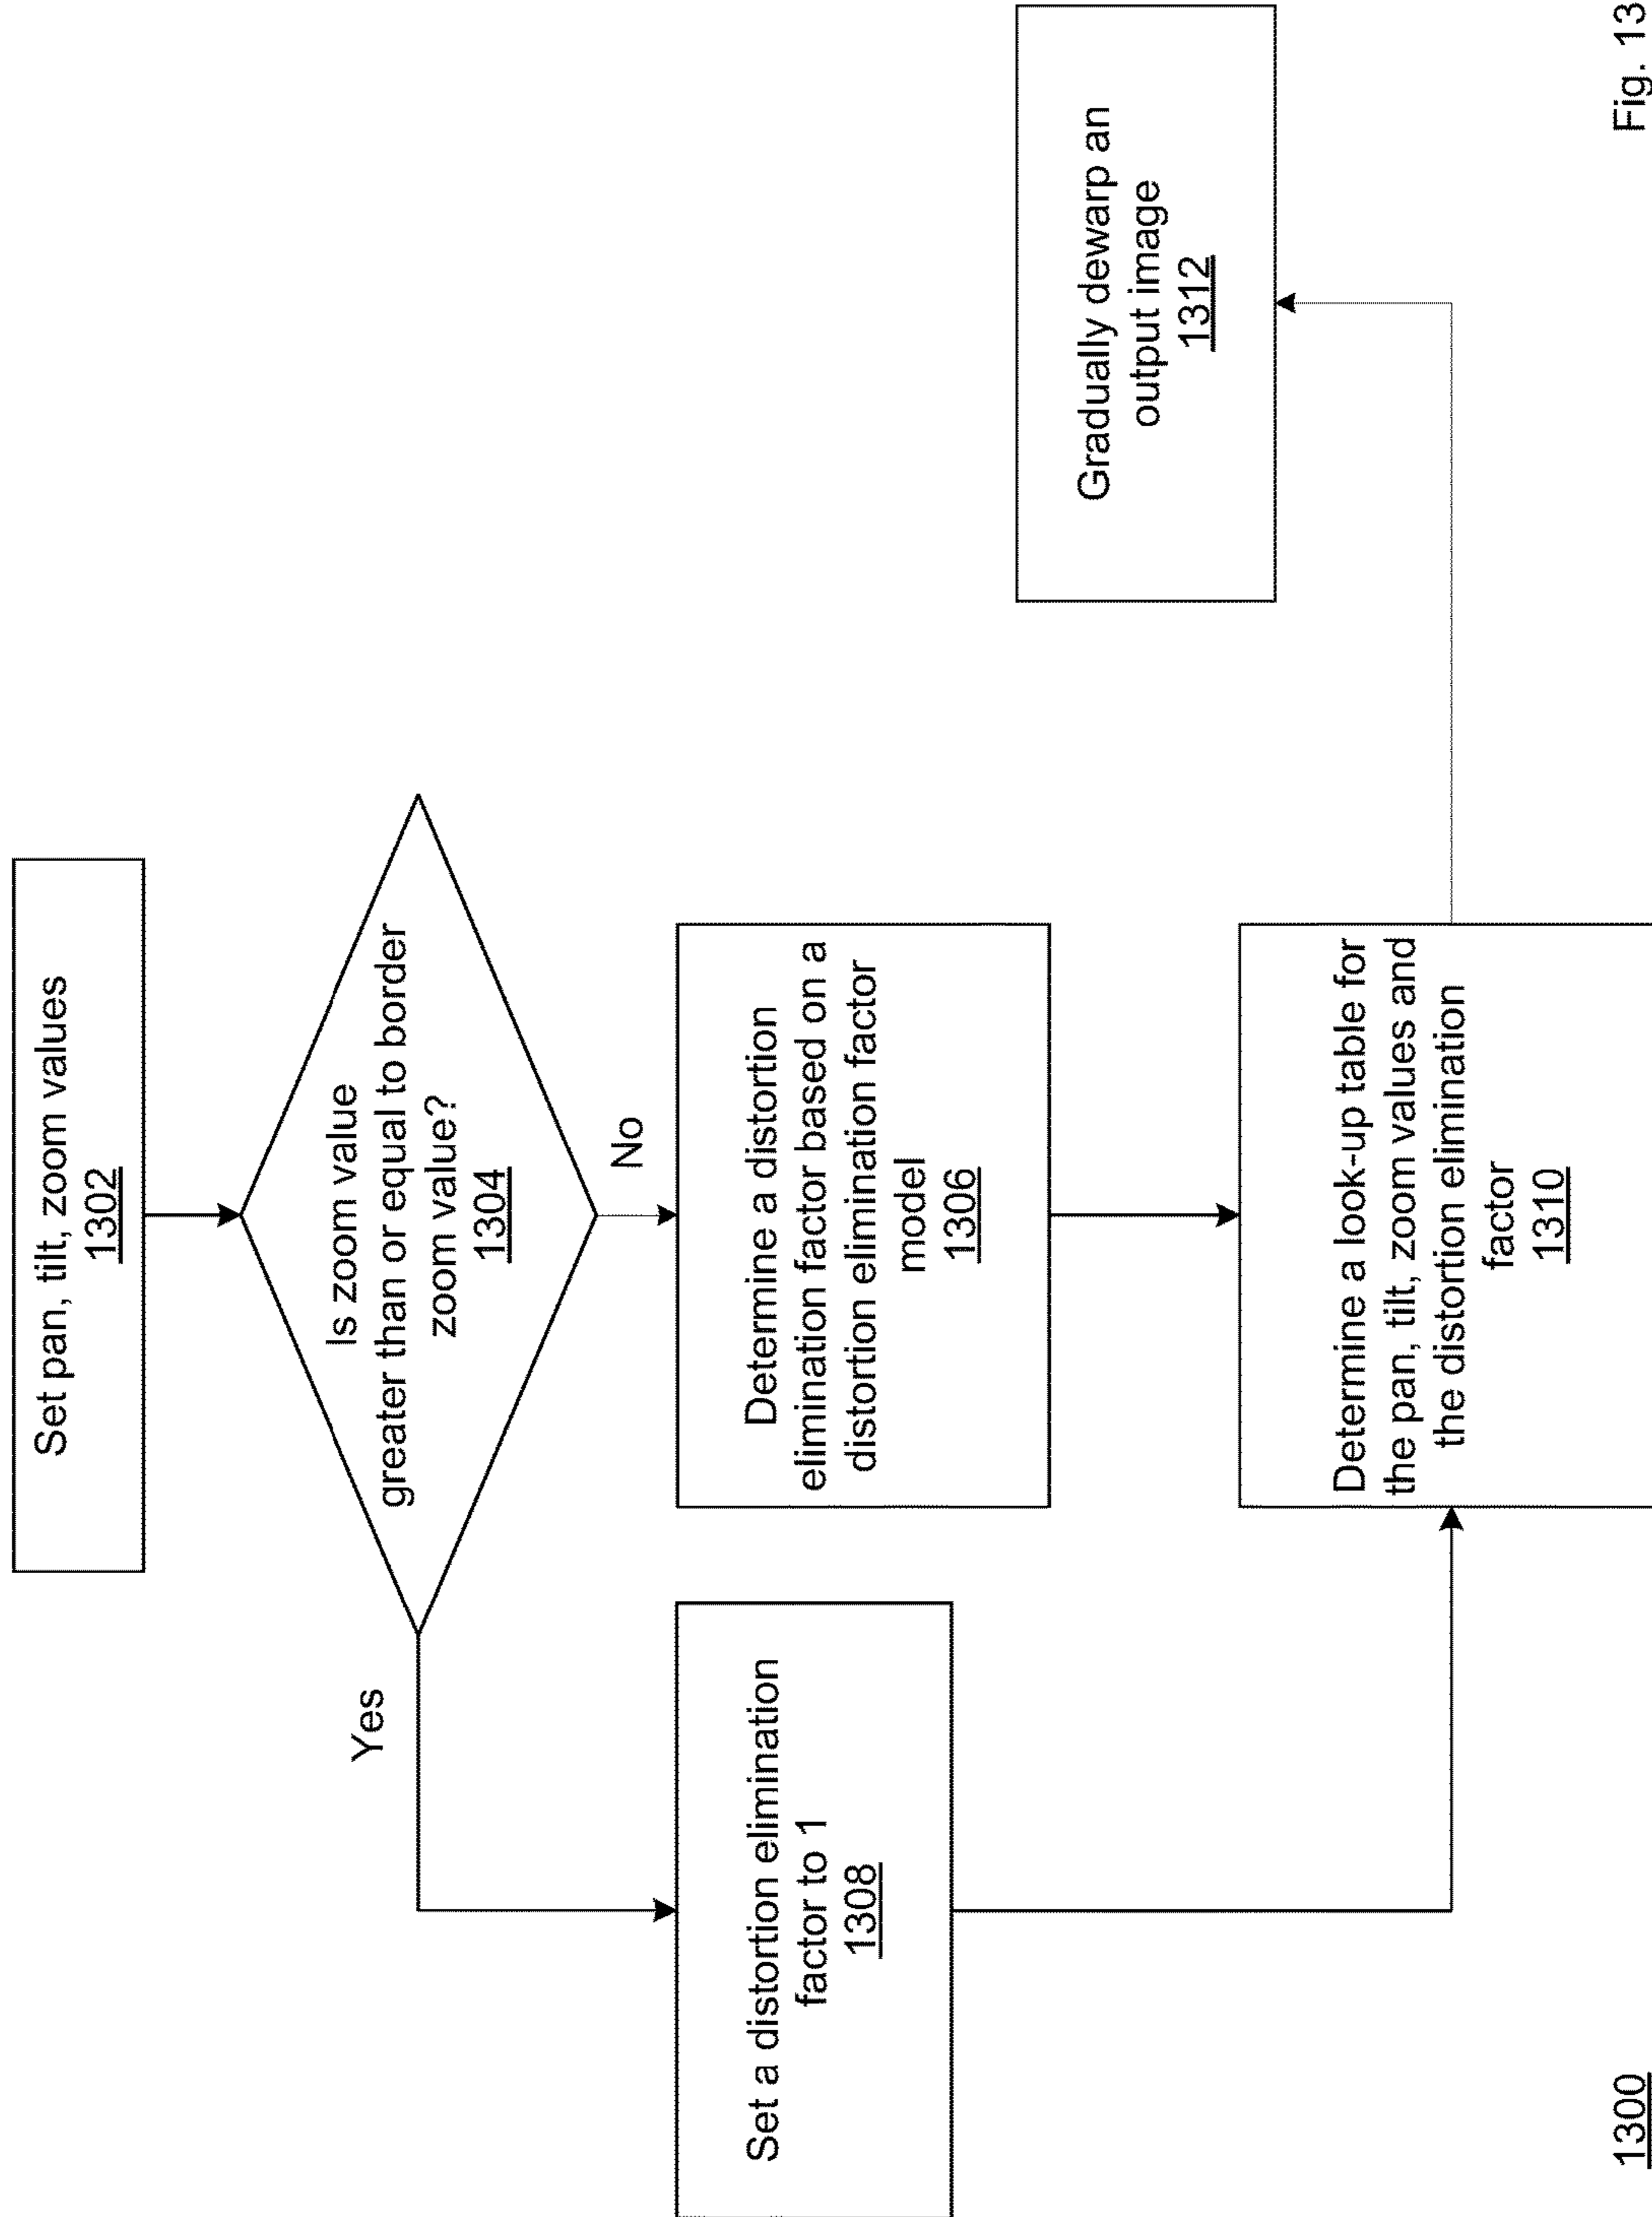 Set pan, tilt, zoom values
1302
Is zoom value
greater than or equal to border
zoom value?
1304
Yes
No
Set a distortion elimination
factor to 1
1308
Determine a distortion
elimination factor based on a
distortion elimination factor
model
1306
Determine a look-up table for
the pan, tilt, zoom values and
the distortion elimination
factor
1310
Gradually dewarp an
output image
1312
1300
Fig. 13